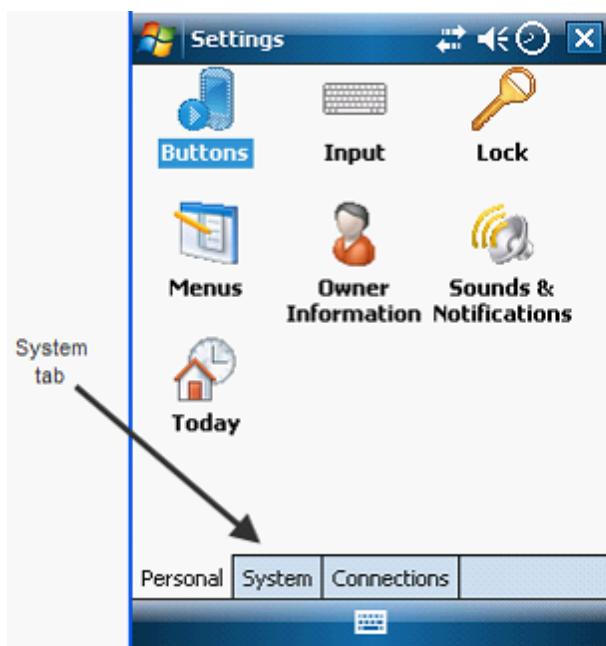 Settings
Buttons
Input
Lock
Menus
Owner
Information
Sounds &
Notifications
Today
System
tab
Personal
System
Connections